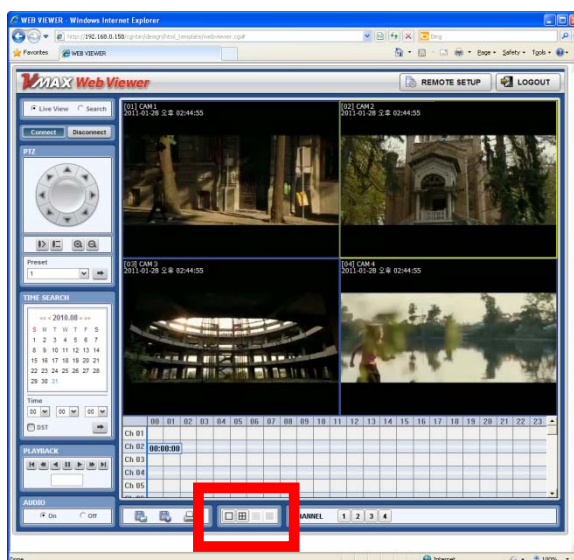 WEB VIEWER - Windows Internet Explorer
http://192.168.0.150/cgi-bin/design/html_template/webviewer.cgi#
Bing
Favorites WEB VIEWER
Page Safety Tools
VMAX Web Viewer REMOTE SETUP LOGOUT
Live View Search
Connect Disconnect
PTZ
Preset
1
TIME SEARCH
<< < 2010.08 > >>
S M T W T F S
1 2 3 4 5 6 7
8 9 10 11 12 13 14
15 16 17 18 19 20 21
22 23 24 25 26 27 28
29 30 31
Time
00 00 00
DST
PLAYBACK
AUDIO
On Off
[01] CAM 1
2011-01-28 오후 02:44:55
[02] CAM 2
2011-01-28 오후 02:44:55
[03] CAM 3
2011-01-28 오후 02:44:55
[04] CAM 4
2011-01-28 오후 02:44:55
00 01 02 03 04 05 06 07 08 09 10 11 12 13 14 15 16 17 18 19 20 21 22 23
Ch 01
Ch 02 00:00:00
Ch 03
Ch 04
Ch 05
1 2 3 4
Done Internet 100%